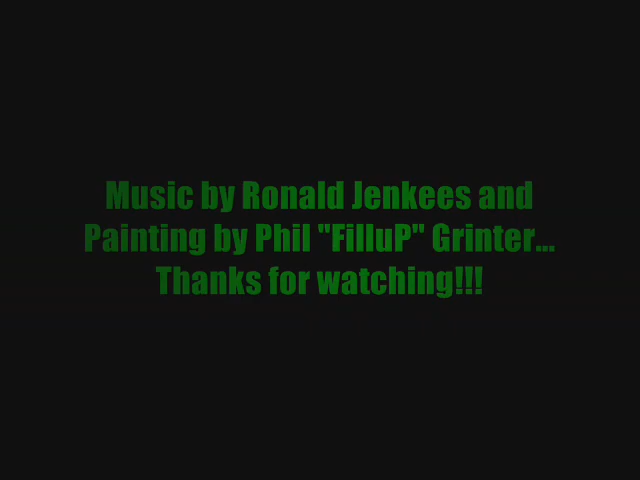 Music by Ronald Jenkees and
Painting by Phil "FilluP" Grinter...
Thanks for watching!!!